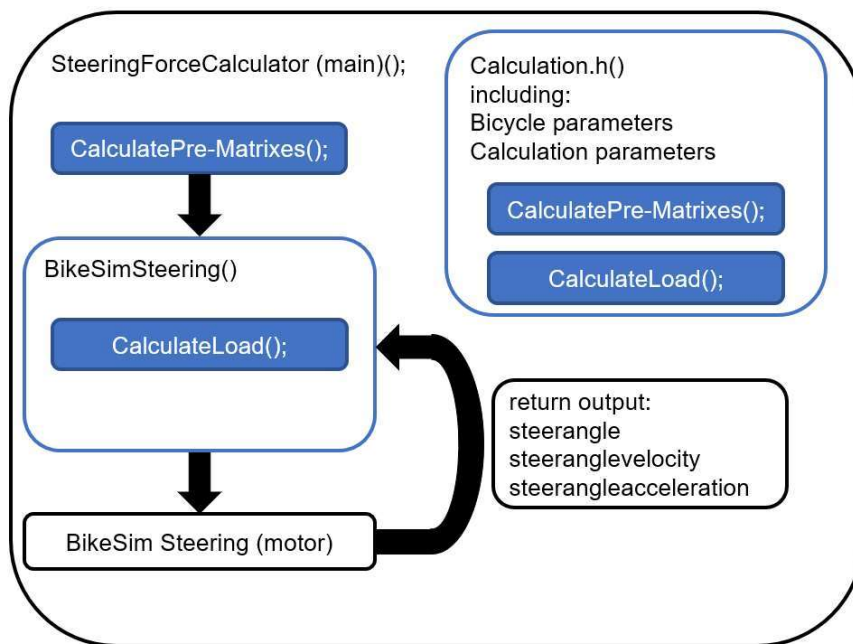 SteeringForceCalculator (main)();
CalculatePre-Matrixes();
BikeSimSteering()
CalculateLoad();
BikeSim Steering (motor)
Calculation.h()
including:
Bicycle parameters
Calculation parameters
CalculatePre-Matrixes();
CalculateLoad();
return output:
steerangle
steeranglevelocity
steerangleacceleration